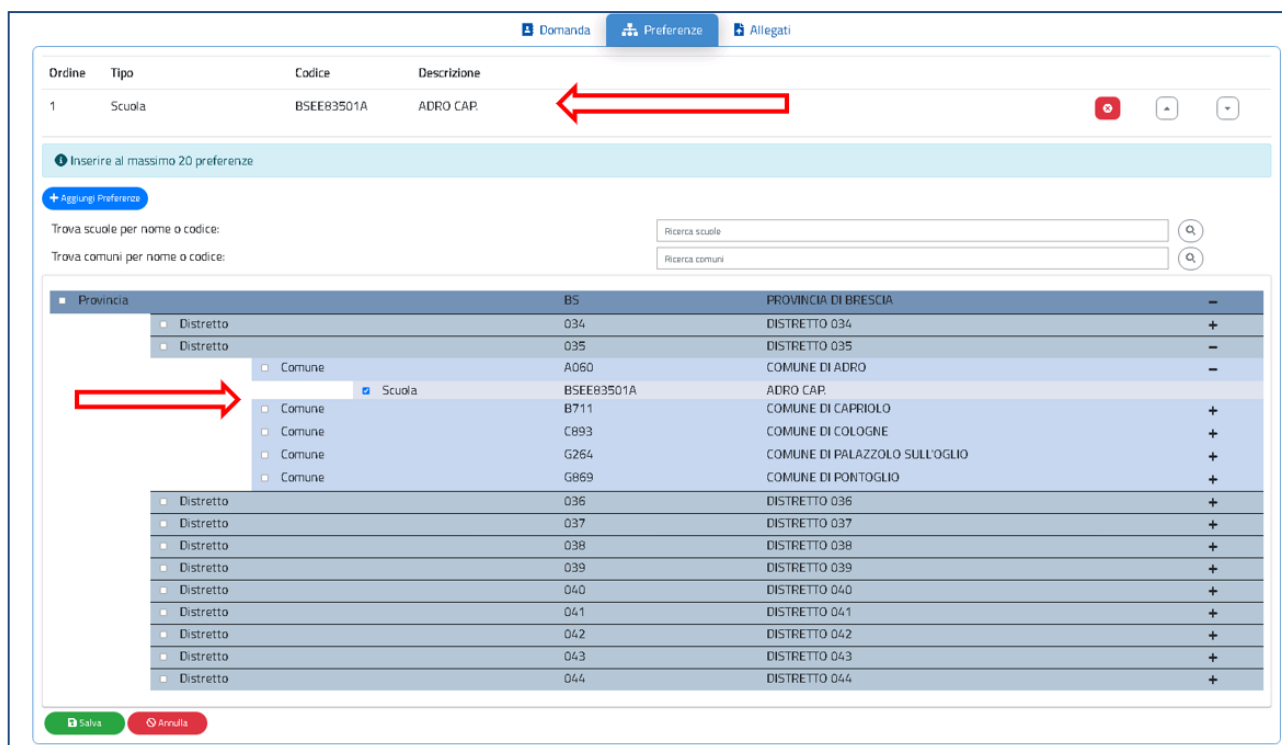 Domanda Preferenze Allegati
Ordine Tipo Codice Descrizione
1 Scuola BSEE83501A ADRO CAP.
Inserire al massimo 20 preferenze
+ Aggiungi Preferenze
Trova scuole per nome o codice: Ricerca scuole
Trova comuni per nome o codice: Ricerca comuni
Provincia BS PROVINCIA DI BRESCIA −
Distretto 034 DISTRETTO 034 +
Distretto 035 DISTRETTO 035 −
Comune A060 COMUNE DI ADRO −
Scuola BSEE83501A ADRO CAP.
Comune B711 COMUNE DI CAPRIOLO +
Comune C893 COMUNE DI COLOGNE +
Comune G264 COMUNE DI PALAZZOLO SULL'OGLIO +
Comune G869 COMUNE DI PONTOGLIO +
Distretto 036 DISTRETTO 036 +
Distretto 037 DISTRETTO 037 +
Distretto 038 DISTRETTO 038 +
Distretto 039 DISTRETTO 039 +
Distretto 040 DISTRETTO 040 +
Distretto 041 DISTRETTO 041 +
Distretto 042 DISTRETTO 042 +
Distretto 043 DISTRETTO 043 +
Distretto 044 DISTRETTO 044 +
Salva Annulla